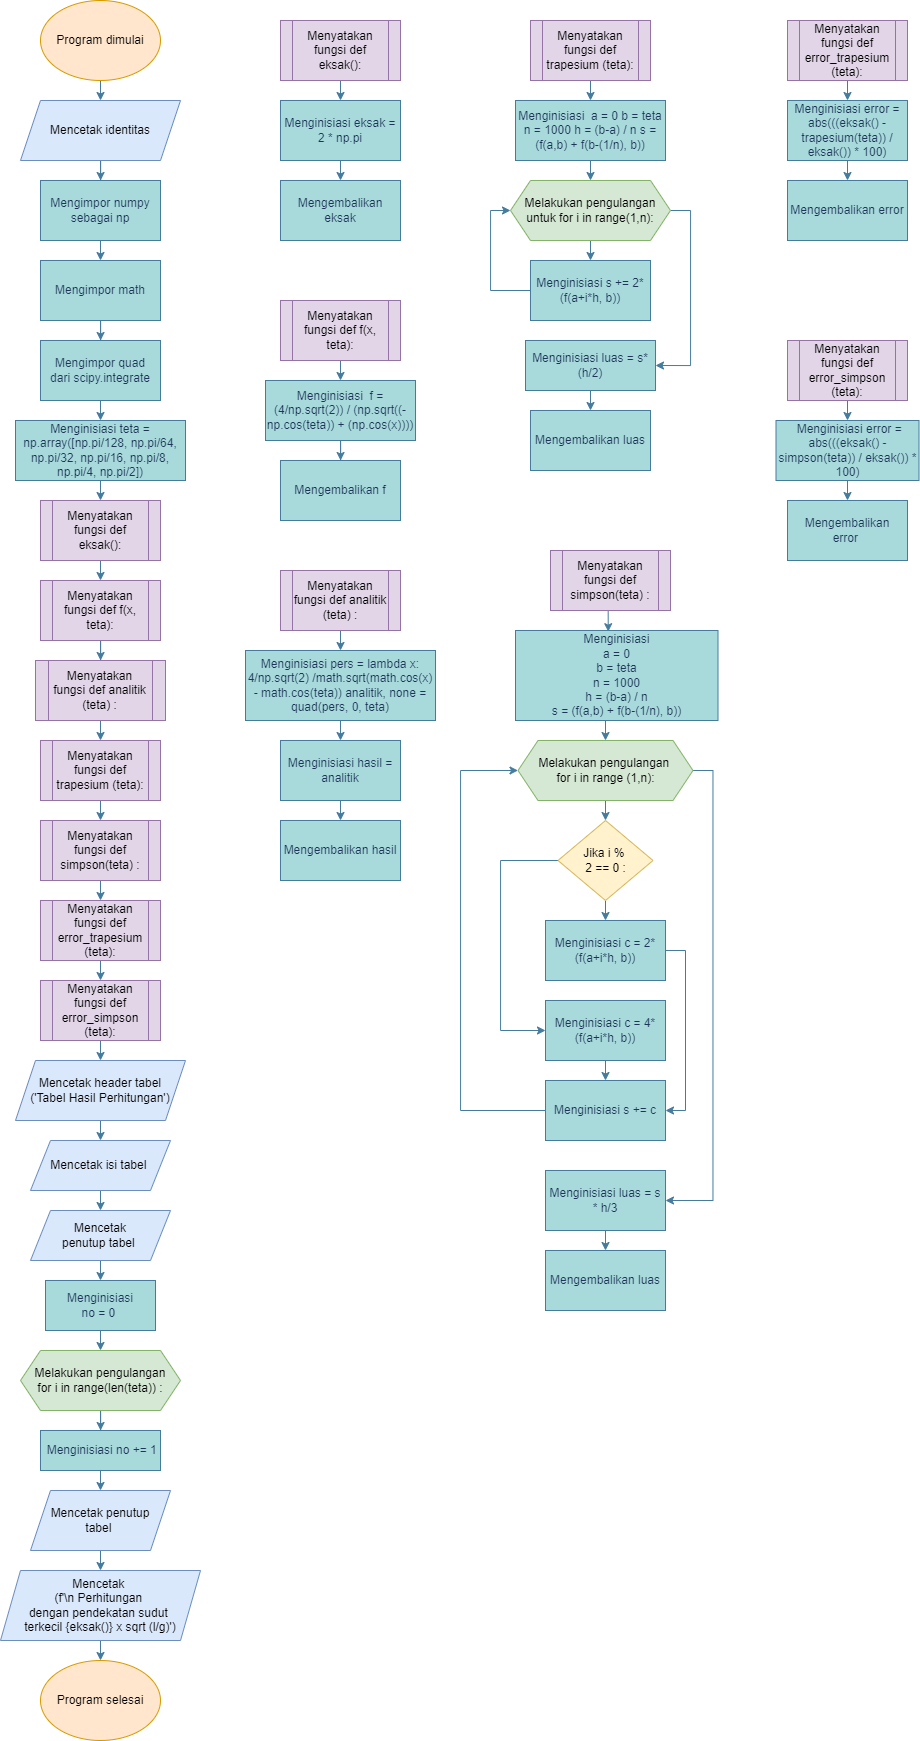 Program dimulai
Mencetak identitas
Mengimpor numpy
sebagai np
Mengimpor math
Mengimpor quad
dari scipy.integrate
Menginisiasi teta =
np.array([np.pi/128, np.pi/64,
np.pi/32, np.pi/16, np.pi/8,
np.pi/4, np.pi/2])
Menyatakan
fungsi def
eksak():
Menyatakan
fungsi def f(x,
teta):
Menyatakan
fungsi def analitik
(teta) :
Menyatakan
fungsi def
trapesium (teta):
Menyatakan
fungsi def
simpson(teta) :
Menyatakan
fungsi def
error_trapesium
(teta):
Menyatakan
fungsi def
error_simpson
(teta):
Mencetak header tabel
('Tabel Hasil Perhitungan')
Mencetak isi tabel
Mencetak
penutup tabel
Menginisiasi
no = 0
Melakukan pengulangan
for i in range(len(teta)) :
Menginisiasi no += 1
Mencetak penutup
tabel
Mencetak
(f'\n Perhitungan
dengan pendekatan sudut
terkecil {eksak()} x sqrt (l/g)')
Program selesai
Menyatakan
fungsi def
eksak():
Menginisiasi eksak =
2 * np.pi
Mengembalikan
eksak
Menyatakan
fungsi def f(x,
teta):
Menginisiasi  f =
(4/np.sqrt(2)) / (np.sqrt((-
np.cos(teta)) + (np.cos(x))))
Mengembalikan f
Menyatakan
fungsi def analitik
(teta) :
Menginisiasi pers = lambda x:
4/np.sqrt(2) /math.sqrt(math.cos(x)
- math.cos(teta)) analitik, none =
quad(pers, 0, teta)
Menginisiasi hasil =
analitik
Mengembalikan hasil
Menyatakan
fungsi def
trapesium (teta):
Menginisiasi  a = 0 b = teta
n = 1000 h = (b-a) / n s =
(f(a,b) + f(b-(1/n), b))
Melakukan pengulangan
untuk for i in range(1,n):
Menginisiasi s += 2*
(f(a+i*h, b))
Menginisiasi luas = s*
(h/2)
Mengembalikan luas
Menyatakan
fungsi def
simpson(teta) :
Menginisiasi
a = 0
b = teta
n = 1000
h = (b-a) / n
s = (f(a,b) + f(b-(1/n), b))
Melakukan pengulangan
for i in range (1,n):
Jika i %
2 == 0 :
Menginisiasi c = 2*
(f(a+i*h, b))
Menginisiasi c = 4*
(f(a+i*h, b))
Menginisiasi s += c
Menginisiasi luas = s
* h/3
Mengembalikan luas
Menyatakan
fungsi def
error_trapesium
(teta):
Menginisiasi error =
abs(((eksak() -
trapesium(teta)) /
eksak()) * 100)
Mengembalikan error
Menyatakan
fungsi def
error_simpson
(teta):
Menginisiasi error =
abs(((eksak() -
simpson(teta)) / eksak()) *
100)
Mengembalikan
error